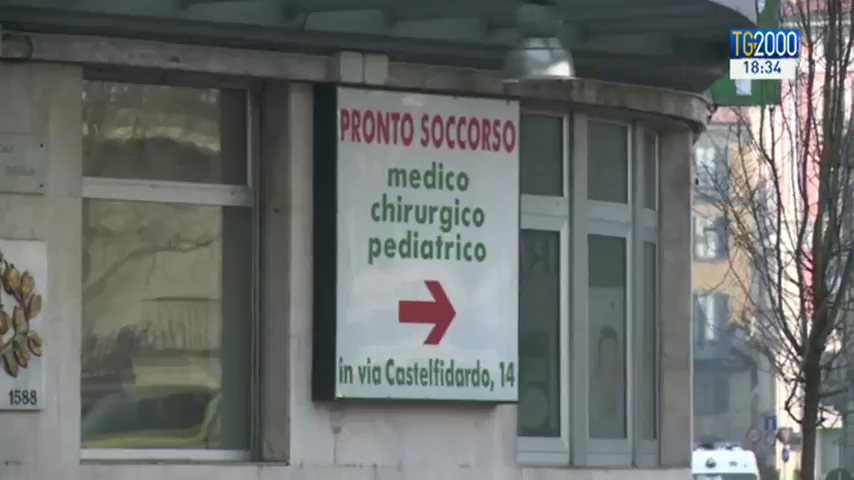 TG2000
18:34
PRONTO SOCCORSO
medico
chirurgico
pediatrico
in via Castelfidardo, 14
1588